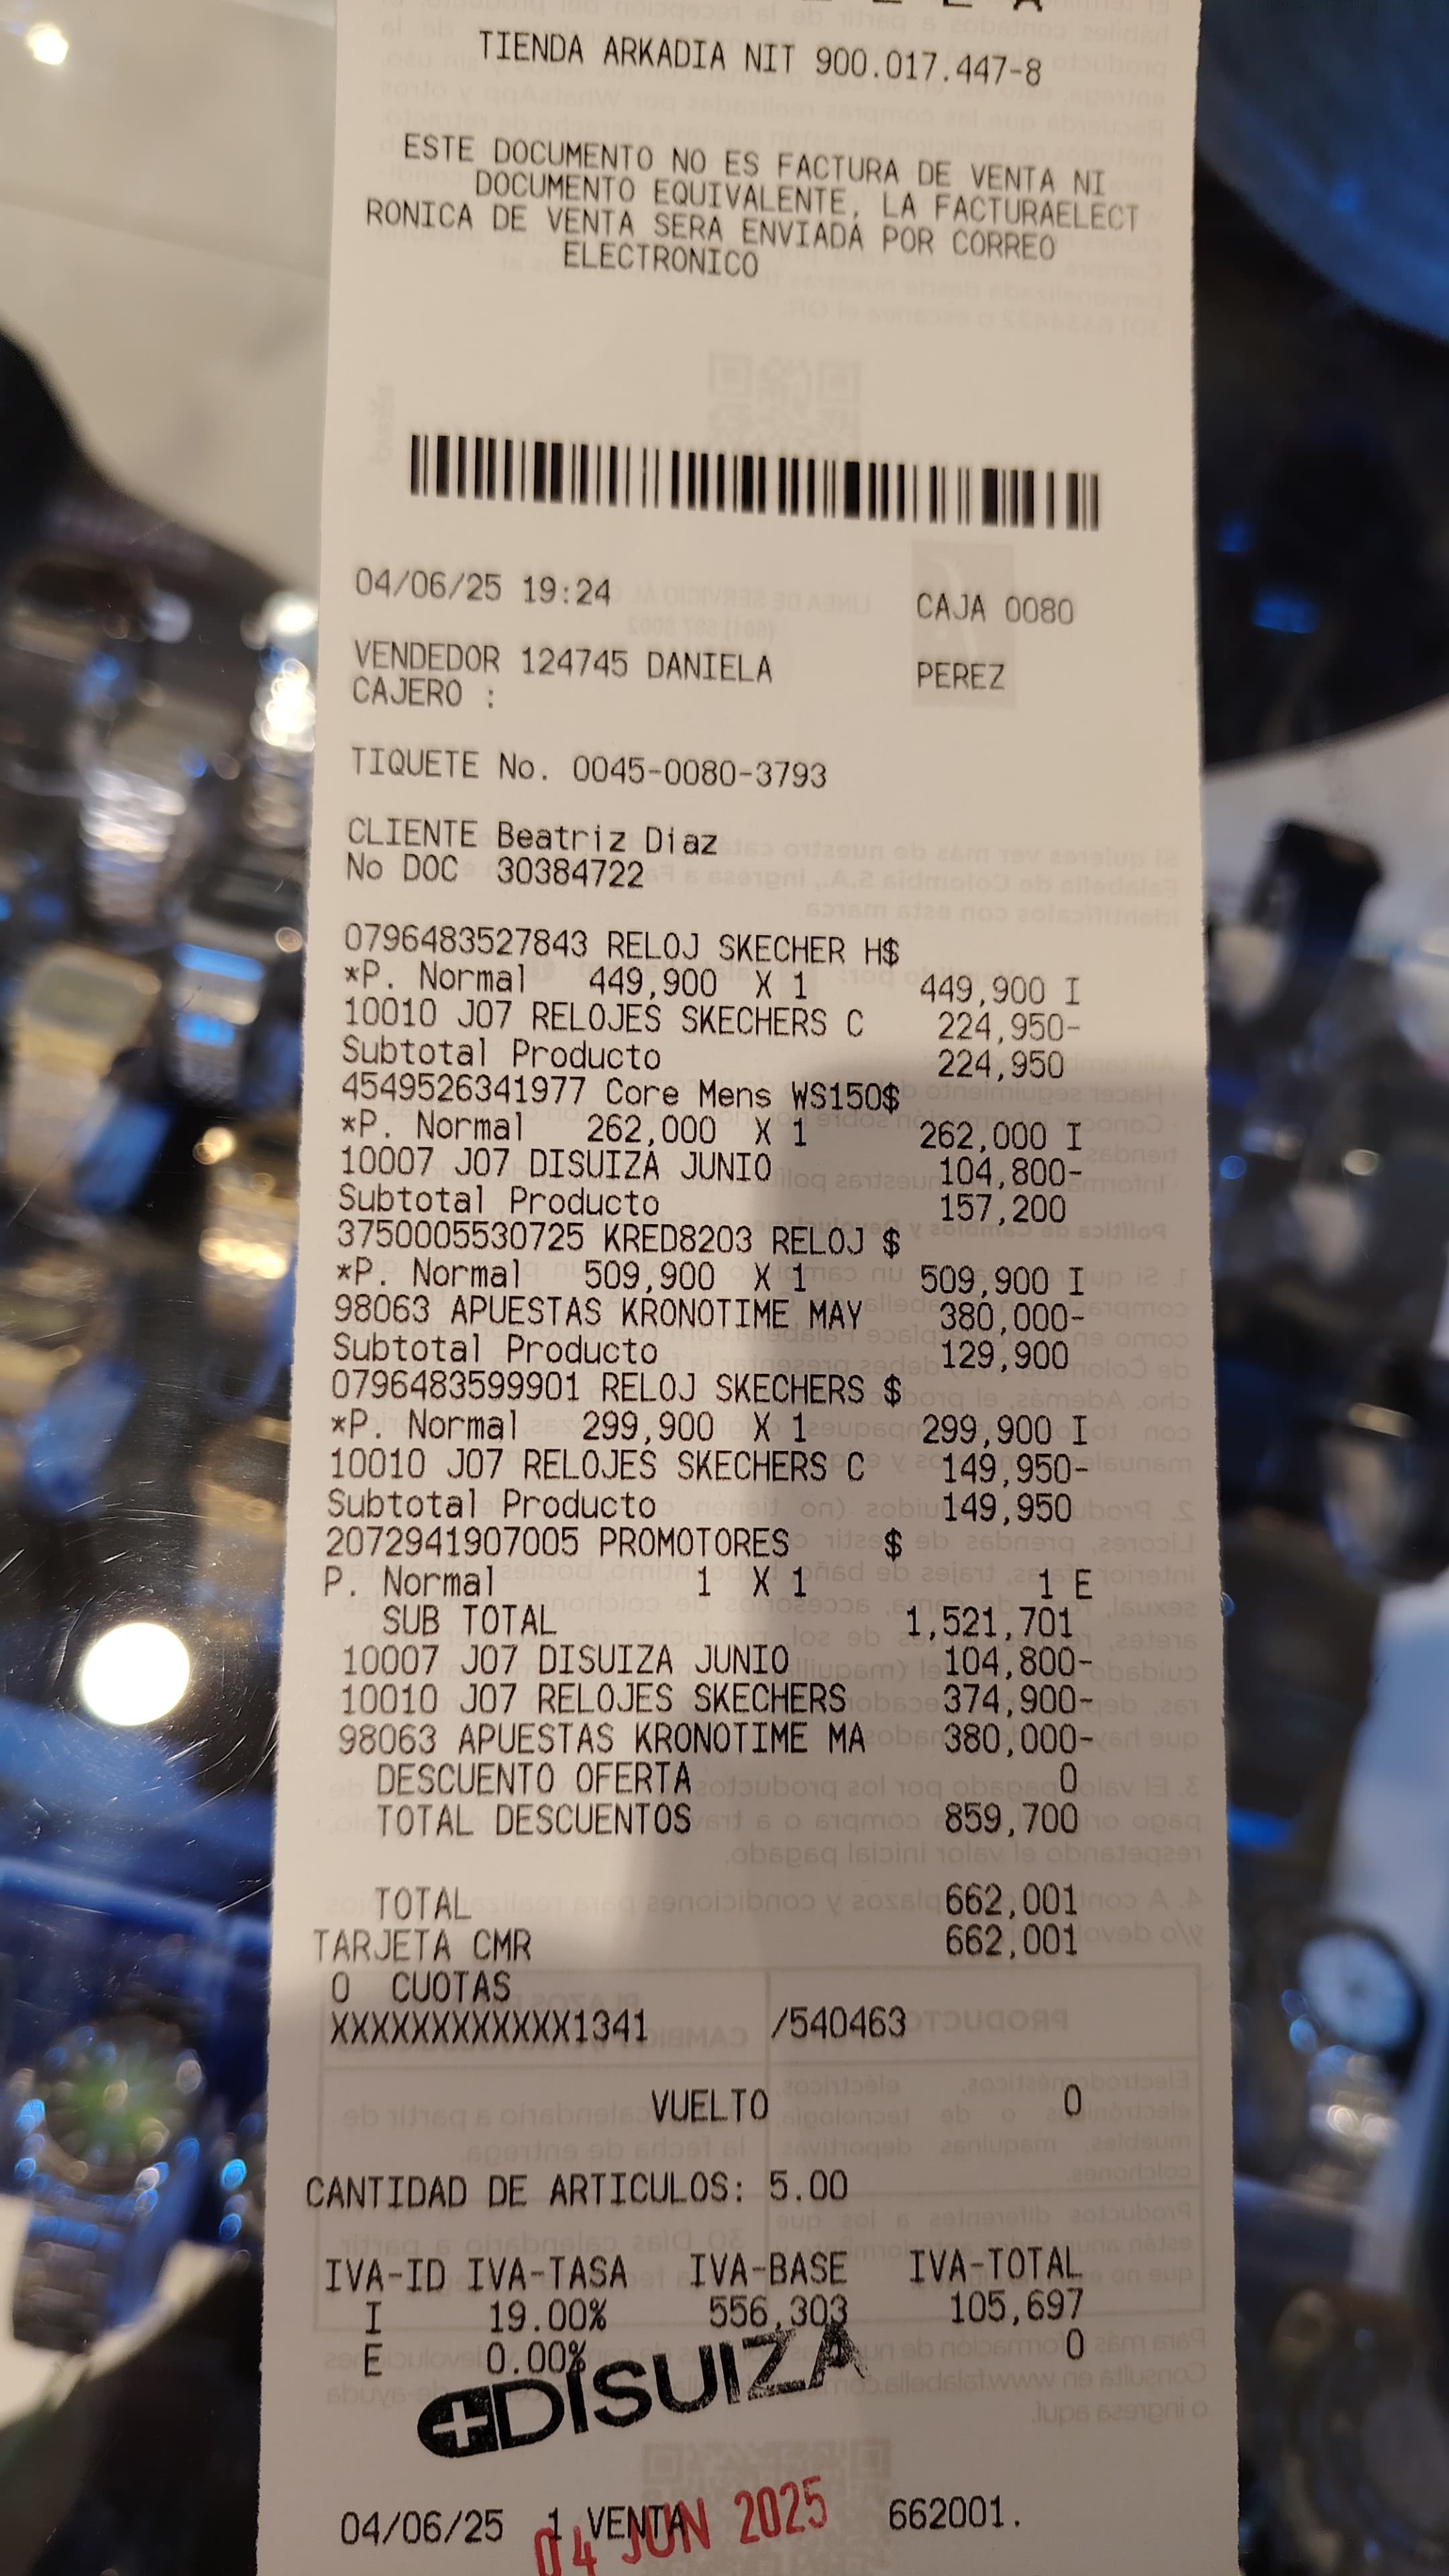 TIENDA ARKADIA NIT 900.017.447-8
ESTE DOCUMENTO NO ES FACTURA DE VENTA NI
DOCUMENTO EQUIVALENTE, LA FACTURAELECT
RONICA DE VENTA SERA ENVIADA POR CORREO
ELECTRONICO
04/06/25 19:24 CAJA 0080
VENDEDOR 124745 DANIELA PEREZ
CAJERO :
TIQUETE No. 0045-0080-3793
CLIENTE Beatriz Diaz
No DOC 30384722
0796483527843 RELOJ SKECHER H$
*P. Normal 449,900 X 1 449,900 I
10010 J07 RELOJES SKECHERS C 224,950-
Subtotal Producto 224,950
4549526341977 Core Mens WS150$
*P. Normal 262,000 X 1 262,000 I
10007 J07 DISUIZA JUNIO 104,800-
Subtotal Producto 157,200
3750005530725 KRED8203 RELOJ $
*P. Normal 509,900 X 1 509,900 I
98063 APUESTAS KRONOTIME MAY 380,000-
Subtotal Producto 129,900
0796483599901 RELOJ SKECHERS $
*P. Normal 299,900 X 1 299,900 I
10010 J07 RELOJES SKECHERS C 149,950-
Subtotal Producto 149,950
2072941907005 PROMOTORES $
P. Normal 1 X 1 1 E
SUB TOTAL 1,521,701
10007 J07 DISUIZA JUNIO 104,800-
10010 J07 RELOJES SKECHERS 374,900-
98063 APUESTAS KRONOTIME MA 380,000-
DESCUENTO OFERTA 0
TOTAL DESCUENTOS 859,700
TOTAL 662,001
TARJETA CMR 662,001
0 CUOTAS
XXXXXXXXXXXX1341 /540463
VUELTO 0
CANTIDAD DE ARTICULOS: 5.00
IVA-ID IVA-TASA IVA-BASE IVA-TOTAL
I 19.00% 556,303 105,697
E 0.00% 0
DISUIZA
04/06/25 1 VENTA 662001.
04 JUN 2025